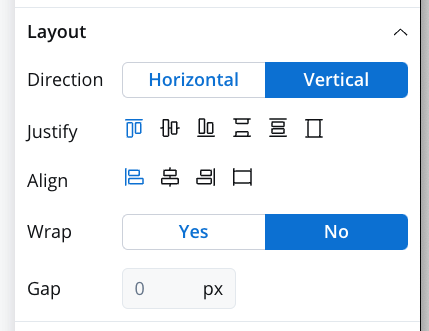 Layout
Direction Horizontal Vertical
Justify
Align
Wrap Yes No
Gap 0 px